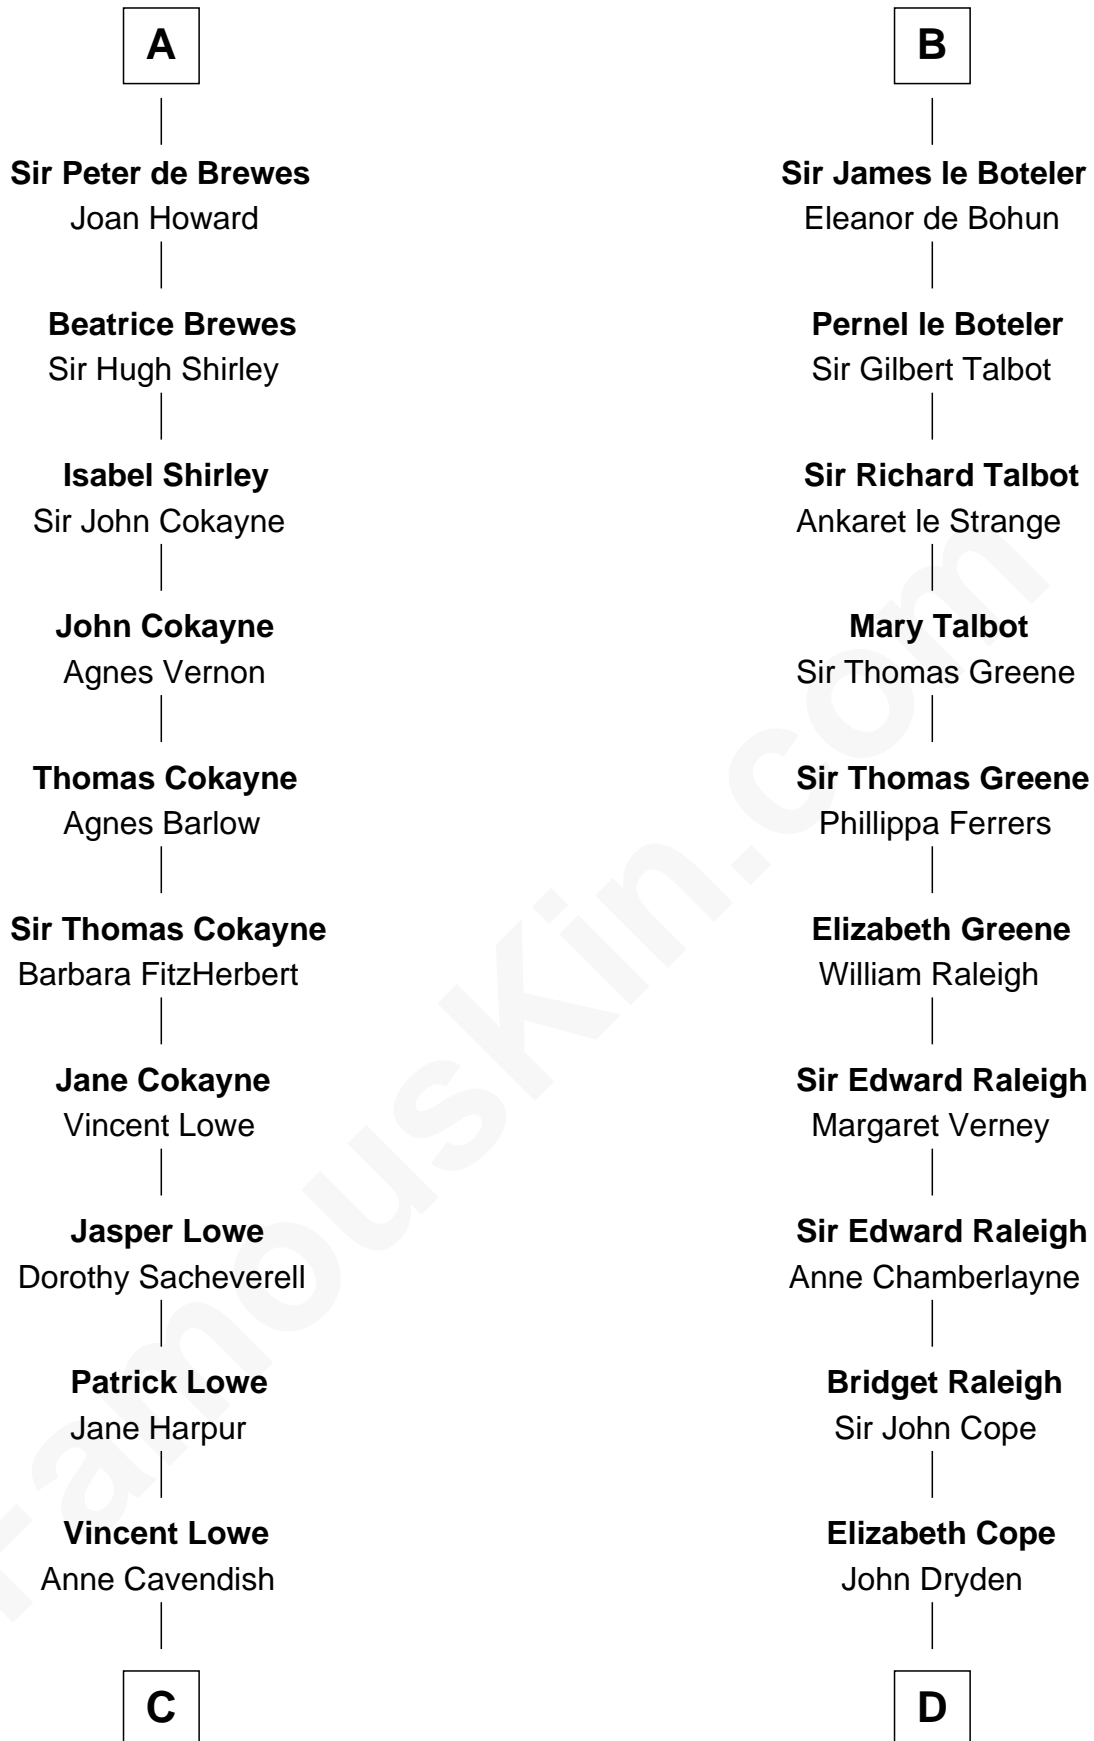 A
Sir Peter de Brewes
Joan Howard
Beatrice Brewes
Sir Hugh Shirley
Isabel Shirley
Sir John Cokayne
John Cokayne
Agnes Vernon
Thomas Cokayne
Agnes Barlow
Sir Thomas Cokayne
Barbara FitzHerbert
Jane Cokayne
Vincent Lowe
Jasper Lowe
Dorothy Sacheverell
Patrick Lowe
Jane Harpur
Vincent Lowe
Anne Cavendish
C
B
Sir James le Boteler
Eleanor de Bohun
Pernel le Boteler
Sir Gilbert Talbot
Sir Richard Talbot
Ankaret le Strange
Mary Talbot
Sir Thomas Greene
Sir Thomas Greene
Phillippa Ferrers
Elizabeth Greene
William Raleigh
Sir Edward Raleigh
Margaret Verney
Sir Edward Raleigh
Anne Chamberlayne
Bridget Raleigh
Sir John Cope
Elizabeth Cope
John Dryden
D
FamousKin.com